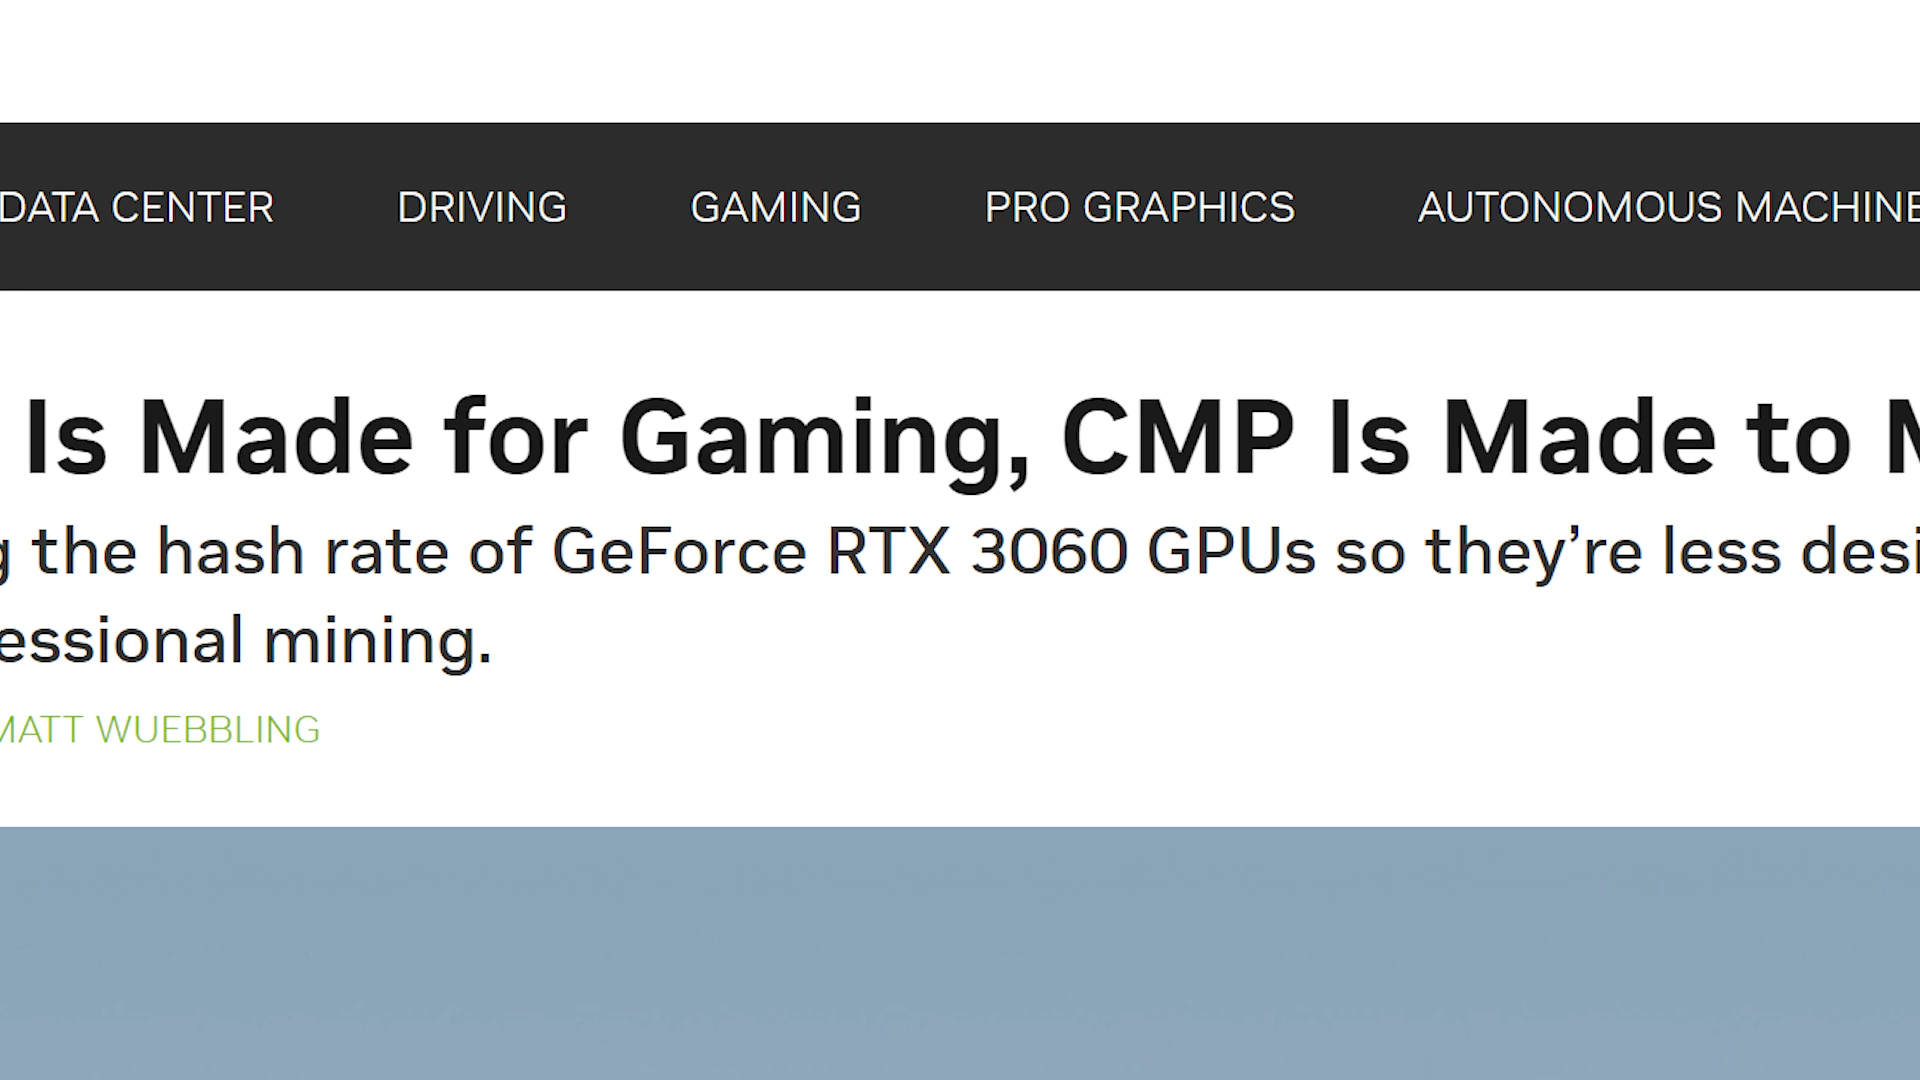 DATA CENTER DRIVING GAMING PRO GRAPHICS AUTONOMOUS MACHINE
Is Made for Gaming, CMP Is Made to M
g the hash rate of GeForce RTX 3060 GPUs so they’re less desi
essional mining.
MATT WUEBBLING